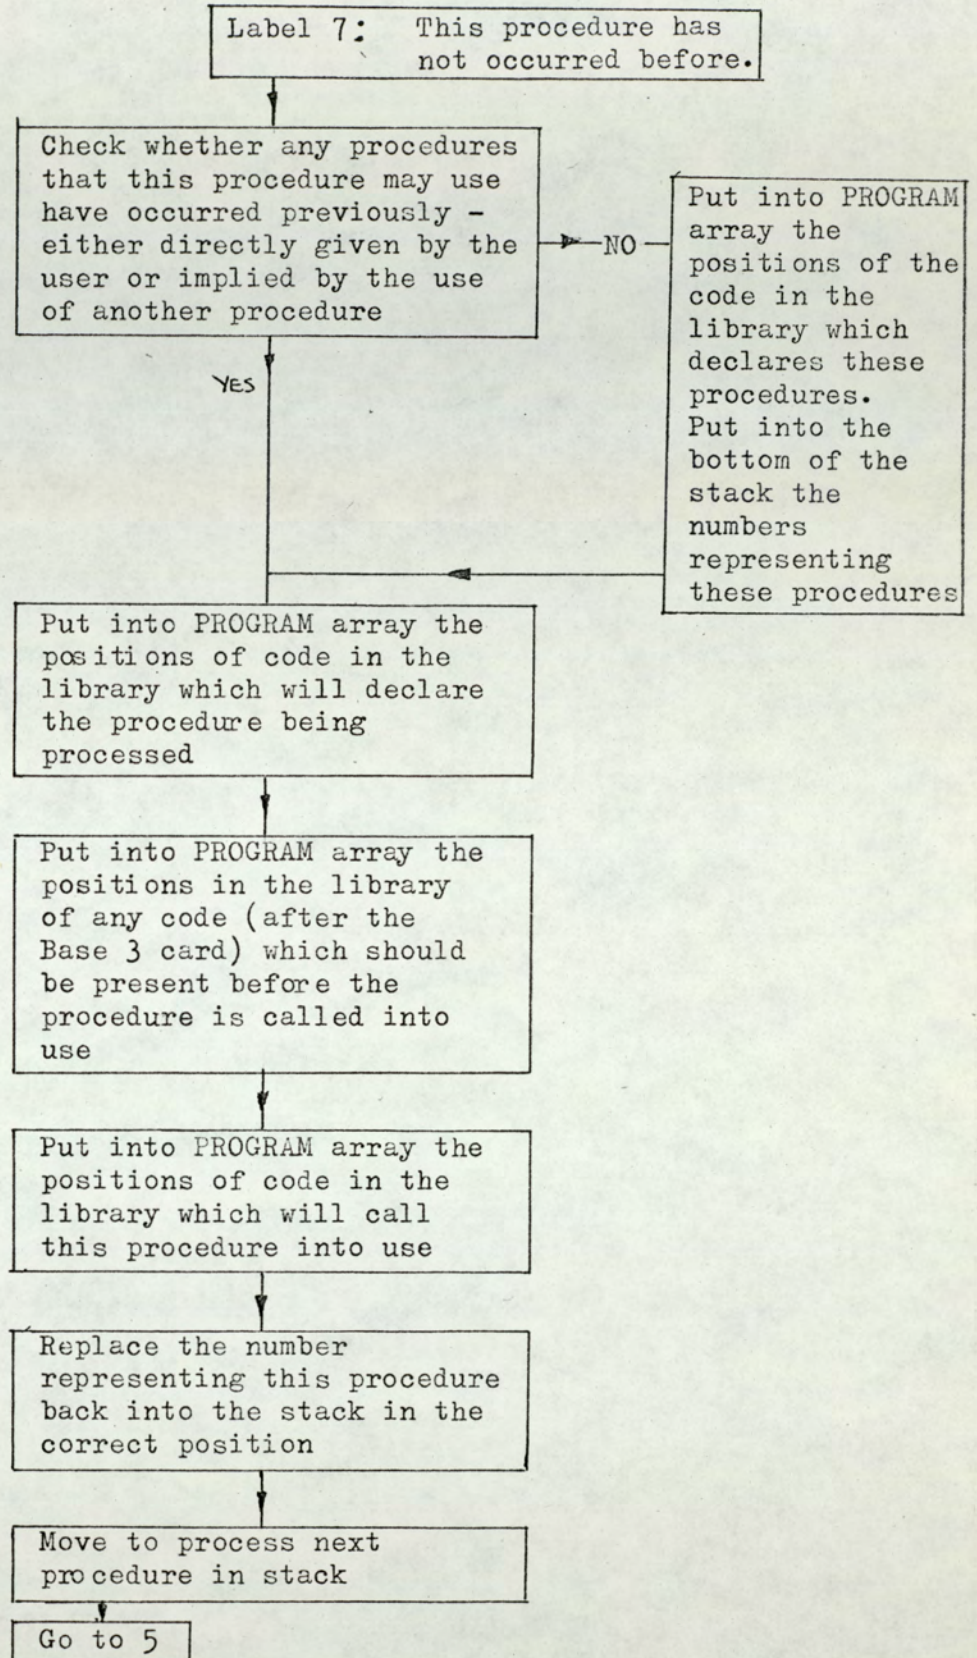 Label 7: This procedure has
not occurred before.
Check whether any procedures
that this procedure may use
have occurred previously -
either directly given by the
user or implied by the use
of another procedure
NO
YES
Put into PROGRAM
array the
positions of the
code in the
library which
declares these
procedures.
Put into the
bottom of the
stack the
numbers
representing
these procedures
Put into PROGRAM array the
positions of code in the
library which will declare
the procedure being
processed
Put into PROGRAM array the
positions in the library
of any code (after the
Base 3 card) which should
be present before the
procedure is called into
use
Put into PROGRAM array the
positions of code in the
library which will call
this procedure into use
Replace the number
representing this procedure
back into the stack in the
correct position
Move to process next
procedure in stack
Go to 5